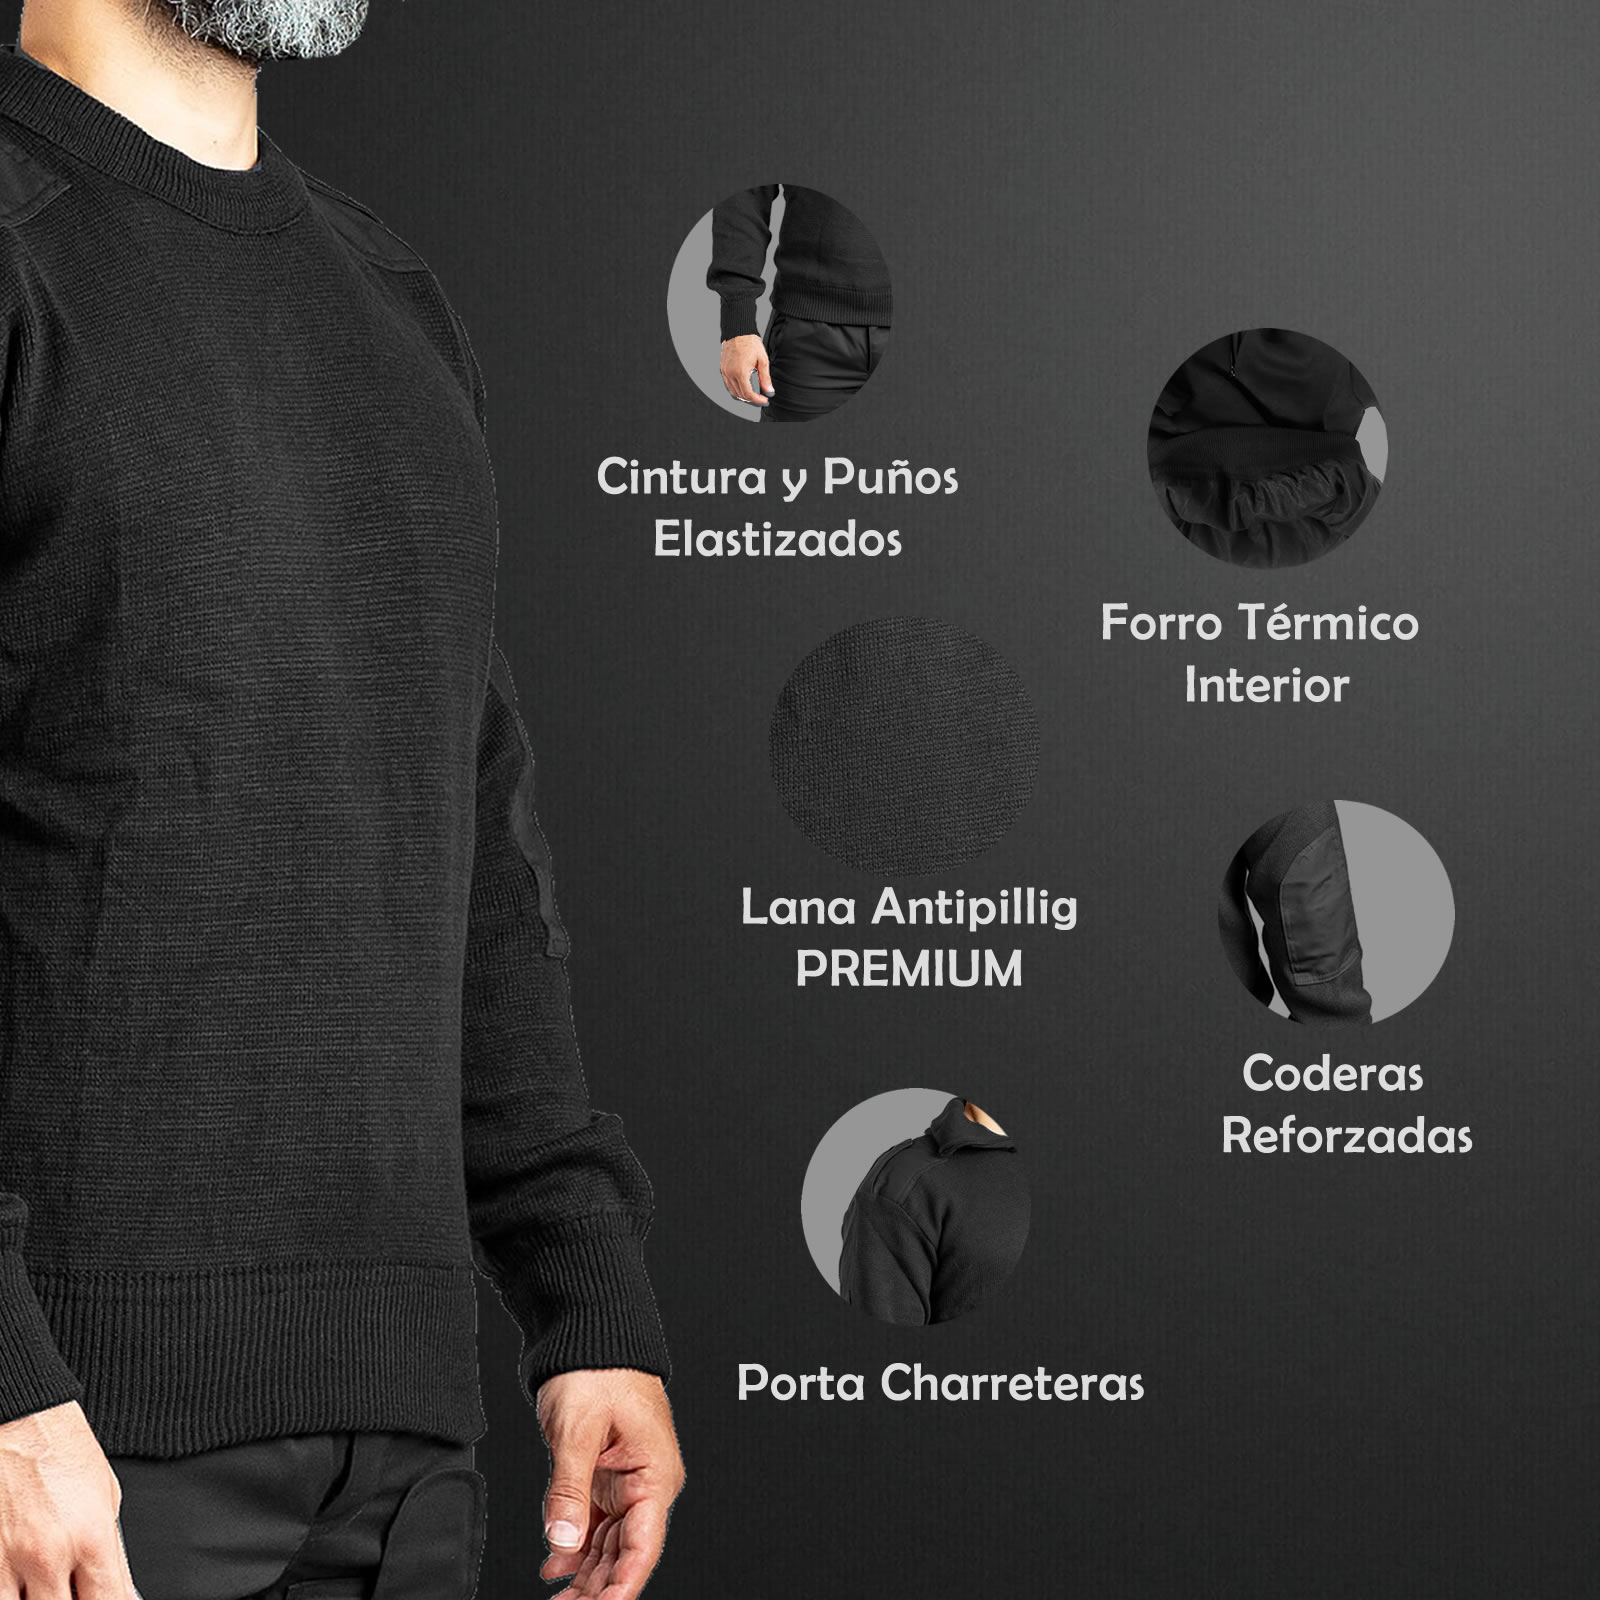 Cintura y Puños
Elastizados
Forro Térmico
Interior
Lana Antipillig
PREMIUM
Coderas
Reforzadas
Porta Charreteras